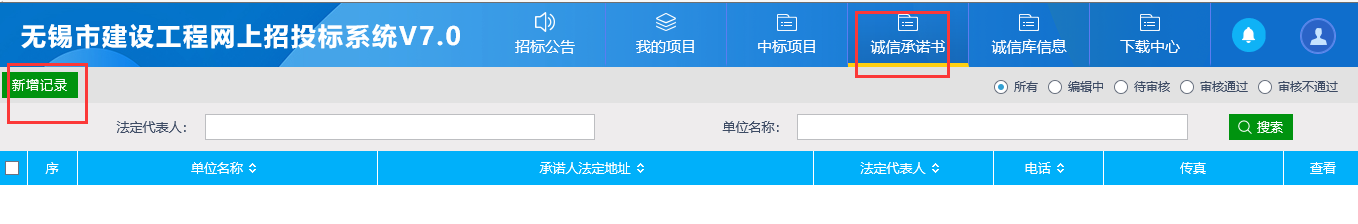 无锡市建设工程网上招投标系统V7.0
招标公告 我的项目 中标项目 诚信承诺书 诚信库信息 下载中心
新增记录 所有 编辑中 待审核 审核通过 审核不通过
法定代表人： 单位名称： 搜索
序 单位名称 承诺人法定地址 法定代表人 电话 传真 查看